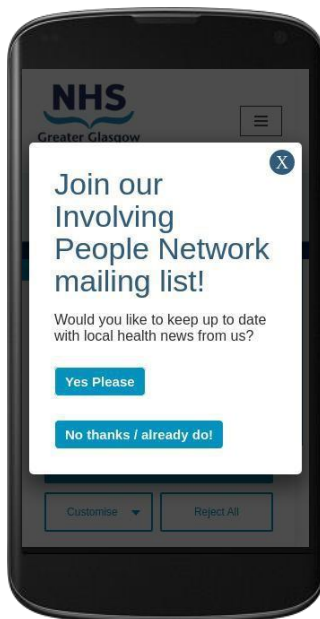 NHS
Greater Glasgow
X
Join our
Involving
People Network
mailing list!
Would you like to keep up to date
with local health news from us?
Yes Please
No thanks / already do!
Customise
Reject All